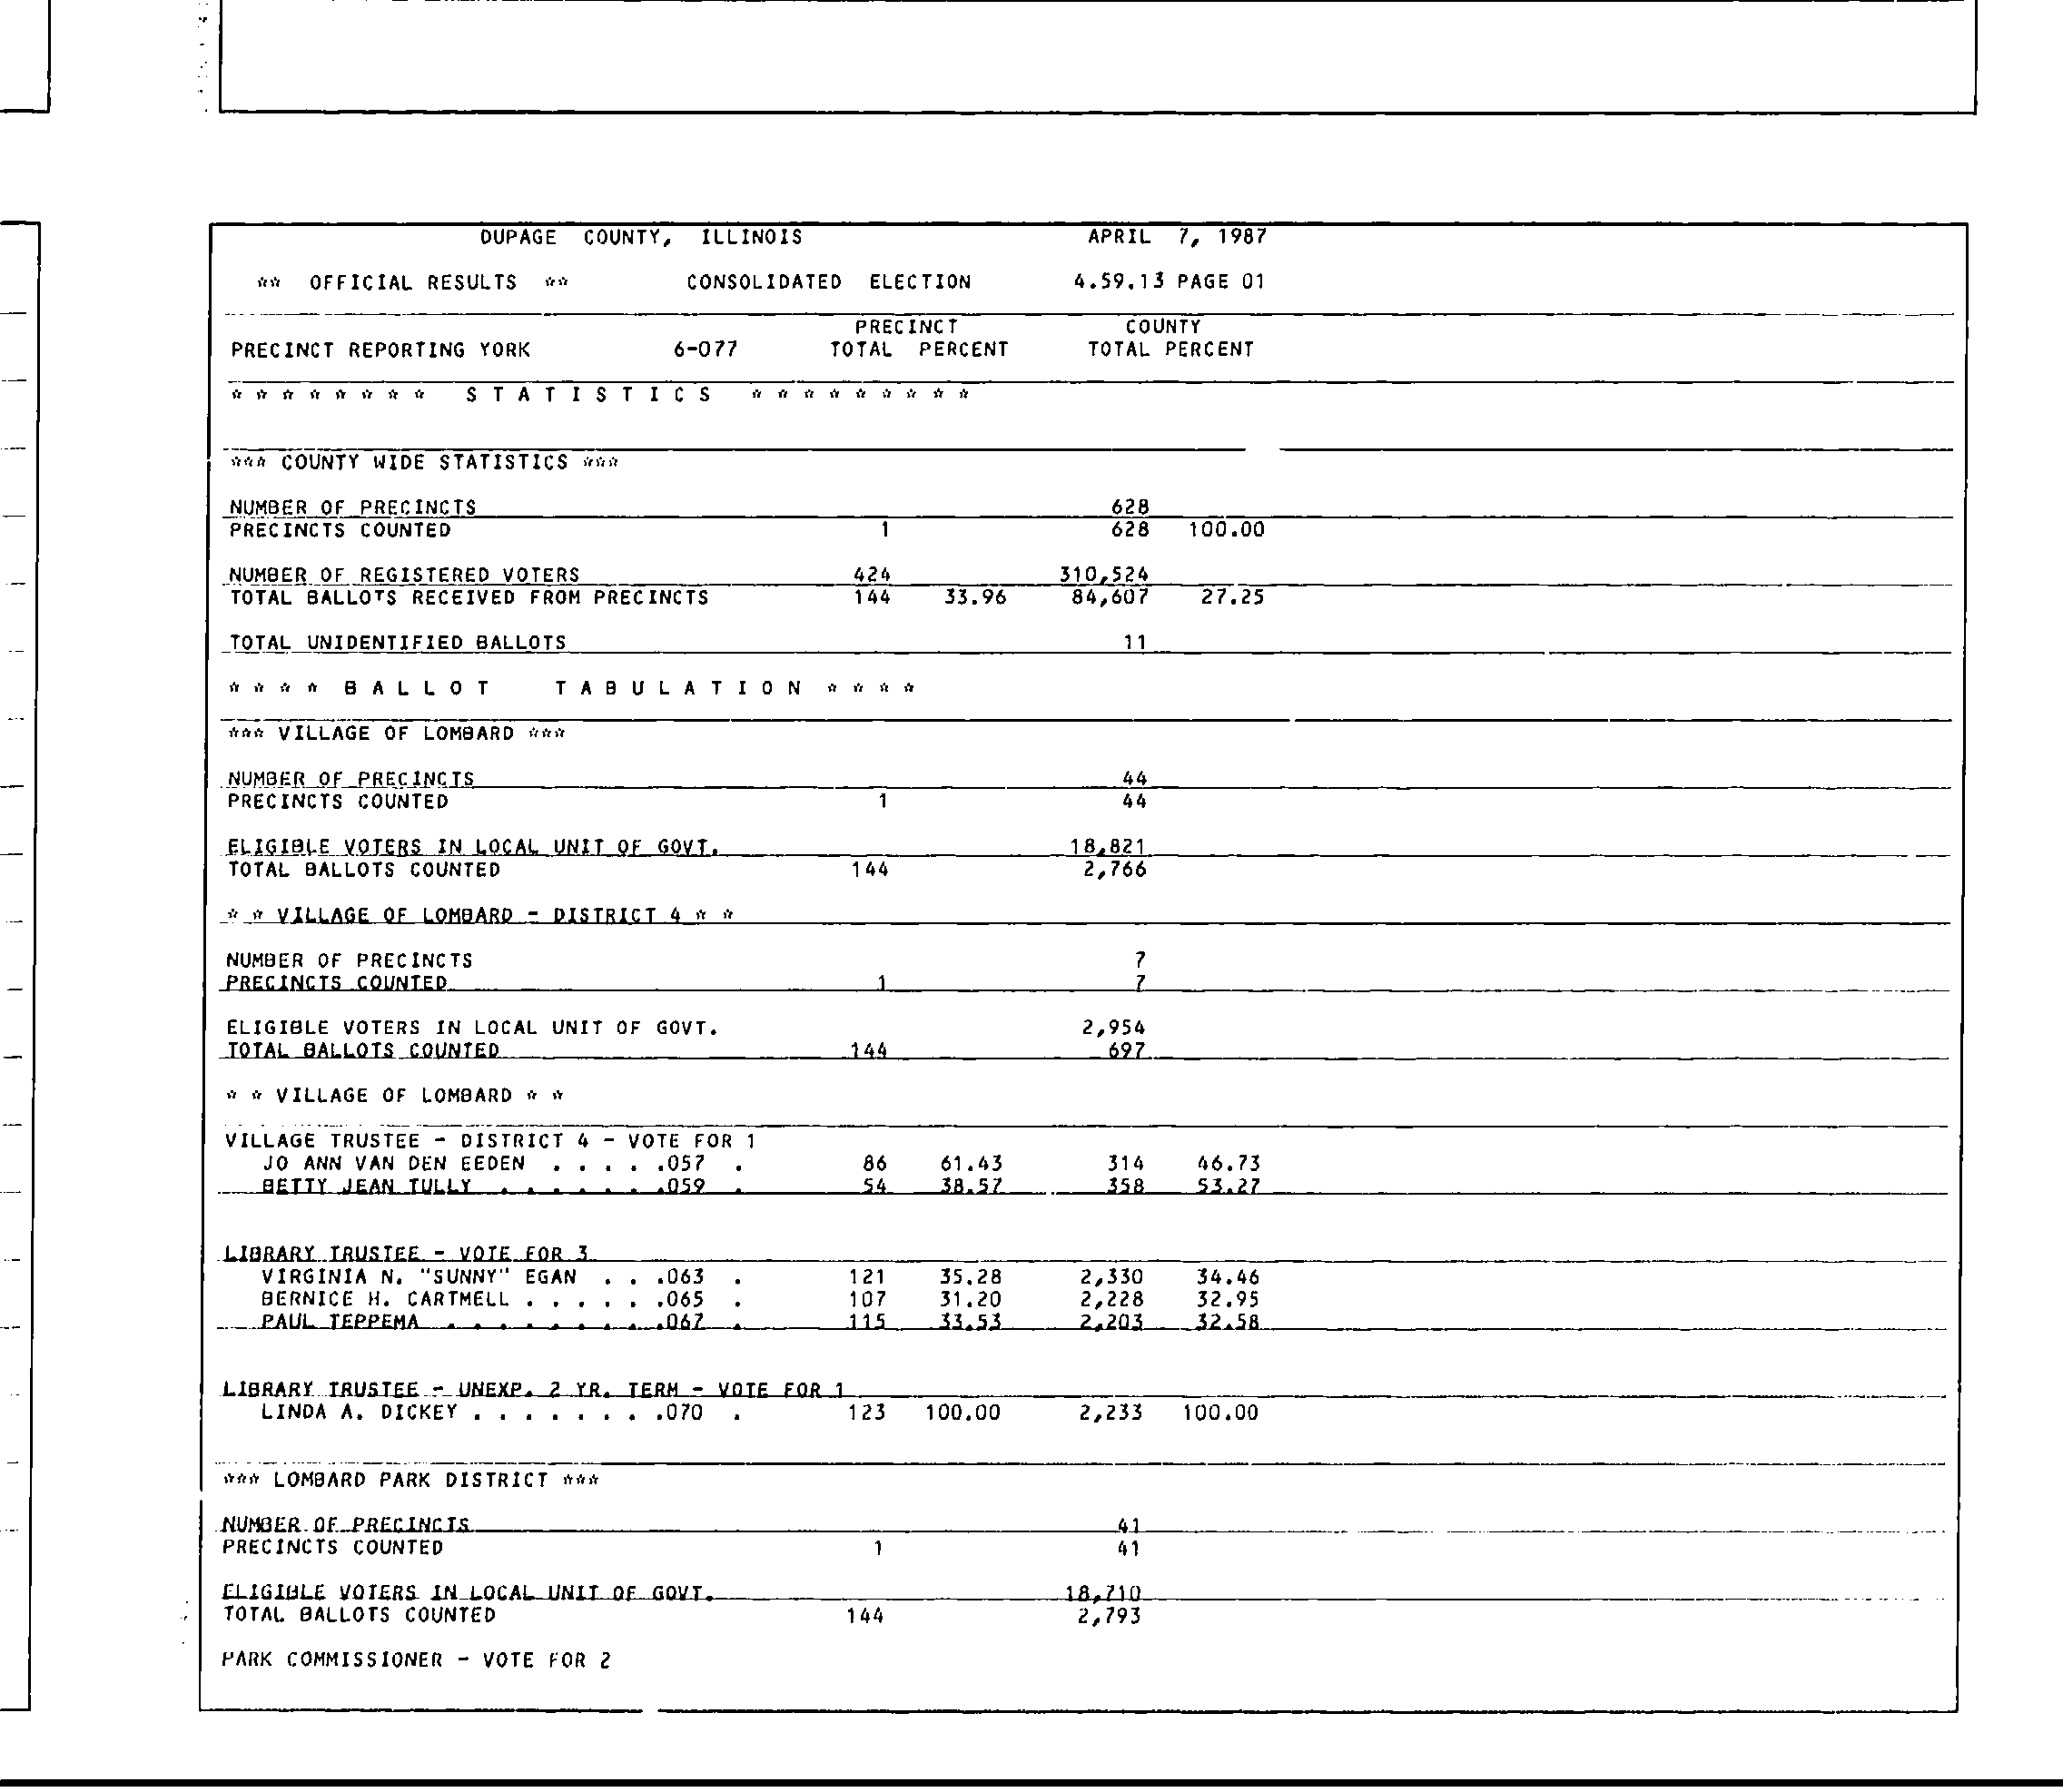 DUPAGE COUNTY, ILLINOIS APRIL 7, 1987
** OFFICIAL RESULTS ** CONSOLIDATED ELECTION 4.59.13 PAGE 01
PRECINCT COUNTY
PRECINCT REPORTING YORK 6-077 TOTAL PERCENT TOTAL PERCENT
* * * * * * * * S T A T I S T I C S * * * * * * * * *
*** COUNTY WIDE STATISTICS ***
NUMBER OF PRECINCTS 628
PRECINCTS COUNTED 1 628 100.00
NUMBER OF REGISTERED VOTERS 424 310,524
TOTAL BALLOTS RECEIVED FROM PRECINCTS 144 33.96 84,607 27.25
TOTAL UNIDENTIFIED BALLOTS 11
* * * * B A L L O T T A B U L A T I O N * * * *
*** VILLAGE OF LOMBARD ***
NUMBER OF PRECINCTS 44
PRECINCTS COUNTED 1 44
ELIGIBLE VOTERS IN LOCAL UNIT OF GOVT. 18,821
TOTAL BALLOTS COUNTED 144 2,766
* * VILLAGE OF LOMBARD - DISTRICT 4 * *
NUMBER OF PRECINCTS 7
PRECINCTS COUNTED 1 7
ELIGIBLE VOTERS IN LOCAL UNIT OF GOVT. 2,954
TOTAL BALLOTS COUNTED 144 697
* * VILLAGE OF LOMBARD * *
VILLAGE TRUSTEE - DISTRICT 4 - VOTE FOR 1
JO ANN VAN DEN EEDEN . . . . .057 . 86 61.43 314 46.73
BETTY JEAN TULLY . . . . . . .059 . 54 38.57 358 53.27
LIBRARY TRUSTEE - VOTE FOR 3
VIRGINIA N. "SUNNY" EGAN . . .063 . 121 35.28 2,330 34.46
BERNICE H. CARTMELL . . . . . .065 . 107 31.20 2,228 32.95
PAUL TEPPEMA . . . . . . . . .067 . 115 33.53 2,203 32.58
LIBRARY TRUSTEE - UNEXP. 2 YR. TERM - VOTE FOR 1
LINDA A. DICKEY . . . . . . . .070 . 123 100.00 2,233 100.00
*** LOMBARD PARK DISTRICT ***
NUMBER OF PRECINCTS 41
PRECINCTS COUNTED 1 41
ELIGIBLE VOTERS IN LOCAL UNIT OF GOVT. 18,710
TOTAL BALLOTS COUNTED 144 2,793
PARK COMMISSIONER - VOTE FOR 2